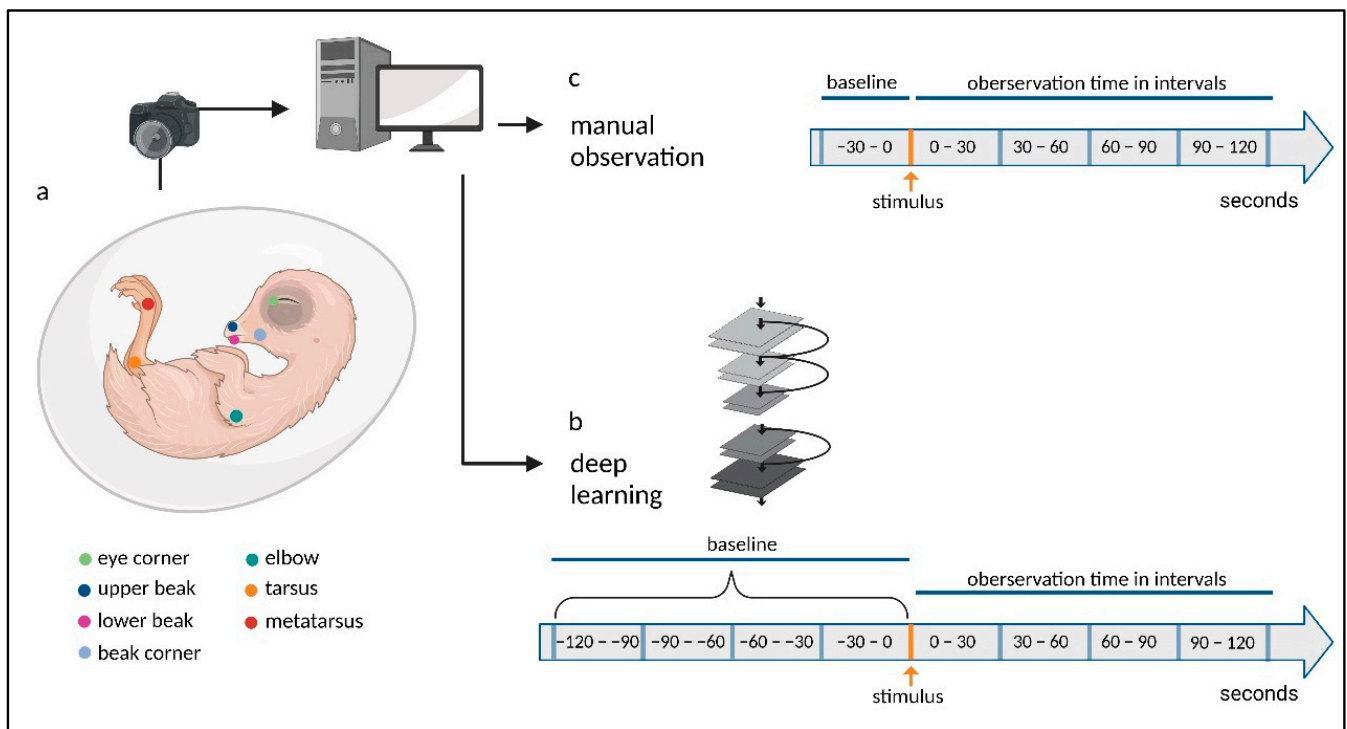 a
c
manual
observation
baseline
oberservation time in intervals
−30 – 0
0 – 30
30 – 60
60 – 90
90 – 120
stimulus
seconds
b
deep
learning
eye corner
upper beak
lower beak
beak corner
elbow
tarsus
metatarsus
baseline
oberservation time in intervals
−120 – −90
−90 – −60
−60 – −30
−30 – 0
0 – 30
30 – 60
60 – 90
90 – 120
stimulus
seconds